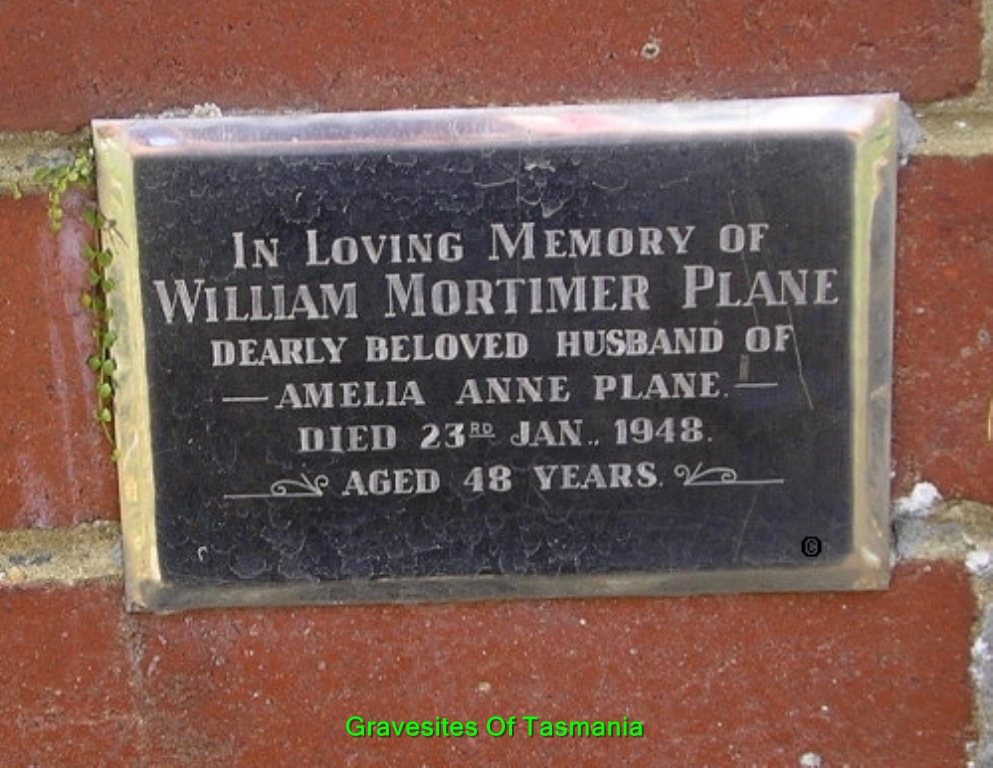 IN LOVING MEMORY OF
WILLIAM MORTIMER PLANE
DEARLY BELOVED HUSBAND OF
— AMELIA ANNE PLANE. —
DIED 23RD JAN., 1948.
AGED 48 YEARS.
©
Gravesites Of Tasmania